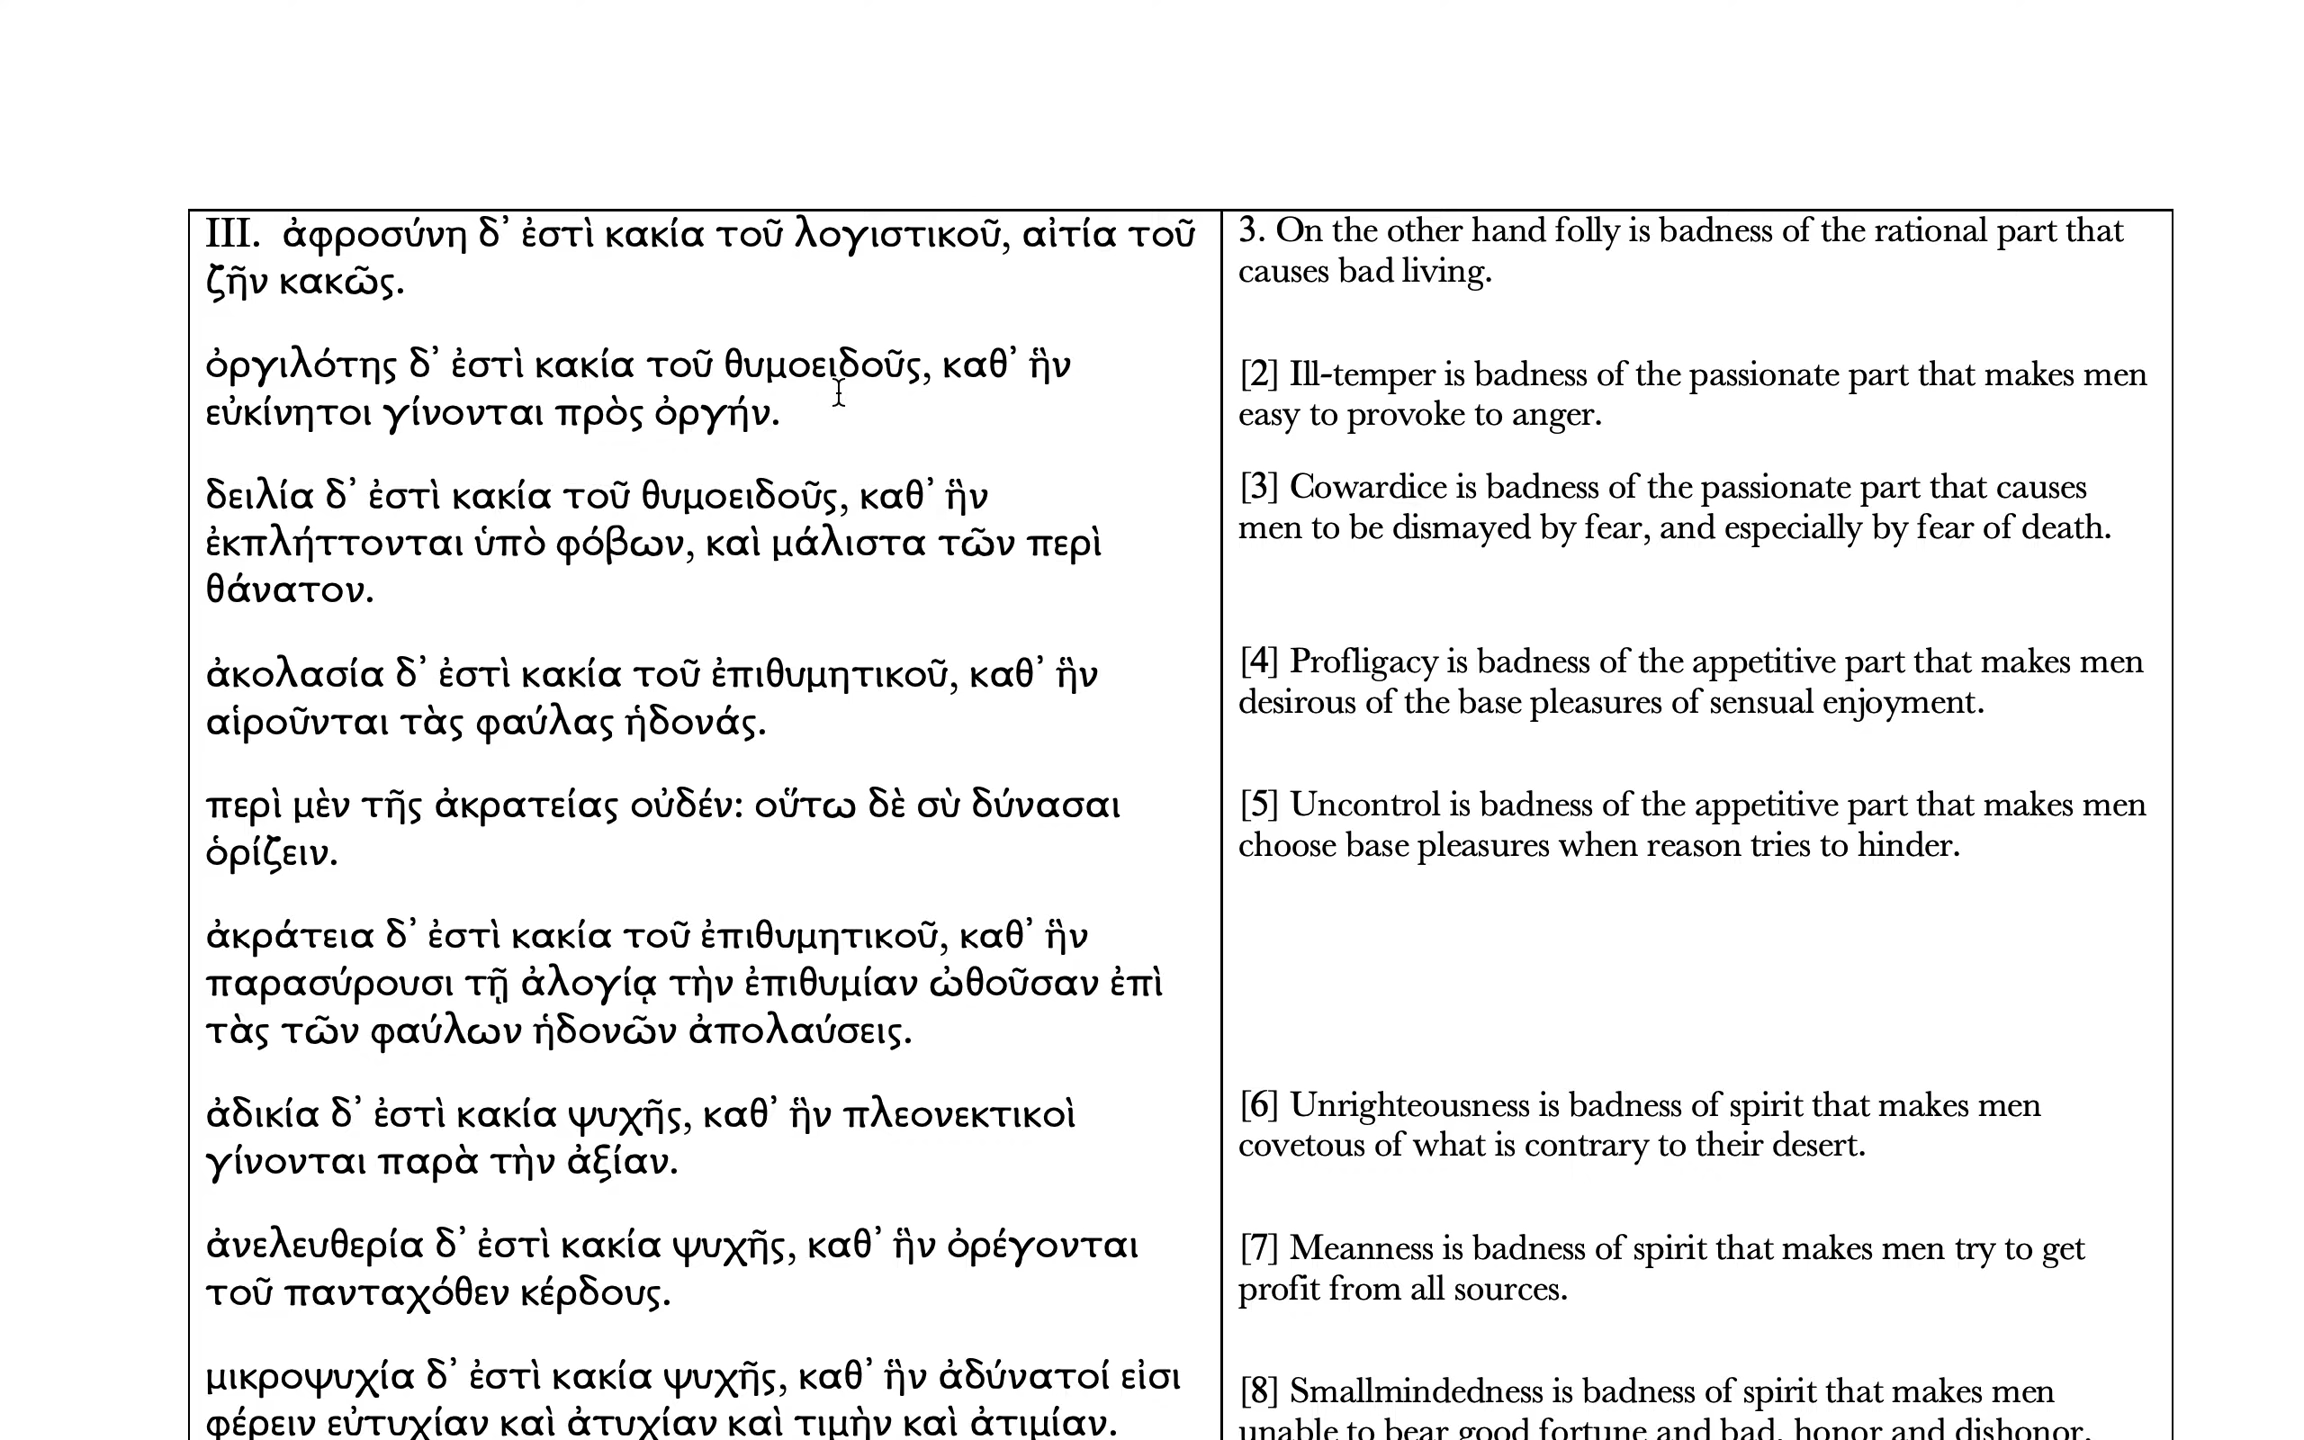 III. ἀφροσύνη δ᾽ ἐστὶ κακία τοῦ λογιστικοῦ, αἰτία τοῦ
ζῆν κακῶς.
ὀργιλότης δ᾽ ἐστὶ κακία τοῦ θυμοειδοῦς, καθ᾽ ἣν
εὐκίνητοι γίνονται πρὸς ὀργήν.
δειλία δ᾽ ἐστὶ κακία τοῦ θυμοειδοῦς, καθ᾽ ἣν
ἐκπλήττονται ὑπὸ φόβων, καὶ μάλιστα τῶν περὶ
θάνατον.
ἀκολασία δ᾽ ἐστὶ κακία τοῦ ἐπιθυμητικοῦ, καθ᾽ ἣν
αἱροῦνται τὰς φαύλας ἡδονάς.
περὶ μὲν τῆς ἀκρατείας οὐδέν: οὕτω δὲ σὺ δύνασαι
ὁρίζειν.
ἀκράτεια δ᾽ ἐστὶ κακία τοῦ ἐπιθυμητικοῦ, καθ᾽ ἣν
παρασύρουσι τῇ ἀλογίᾳ τὴν ἐπιθυμίαν ὠθοῦσαν ἐπὶ
τὰς τῶν φαύλων ἡδονῶν ἀπολαύσεις.
ἀδικία δ᾽ ἐστὶ κακία ψυχῆς, καθ᾽ ἣν πλεονεκτικοὶ
γίνονται παρὰ τὴν ἀξίαν.
ἀνελευθερία δ᾽ ἐστὶ κακία ψυχῆς, καθ᾽ ἣν ὀρέγονται
τοῦ πανταχόθεν κέρδους.
μικροψυχία δ᾽ ἐστὶ κακία ψυχῆς, καθ᾽ ἣν ἀδύνατοί εἰσι
φέρειν εὐτυχίαν καὶ ἀτυχίαν καὶ τιμὴν καὶ ἀτιμίαν.
3. On the other hand folly is badness of the rational part that
causes bad living.
[2] Ill-temper is badness of the passionate part that makes men
easy to provoke to anger.
[3] Cowardice is badness of the passionate part that causes
men to be dismayed by fear, and especially by fear of death.
[4] Profligacy is badness of the appetitive part that makes men
desirous of the base pleasures of sensual enjoyment.
[5] Uncontrol is badness of the appetitive part that makes men
choose base pleasures when reason tries to hinder.
[6] Unrighteousness is badness of spirit that makes men
covetous of what is contrary to their desert.
[7] Meanness is badness of spirit that makes men try to get
profit from all sources.
[8] Smallmindedness is badness of spirit that makes men
unable to bear good fortune and bad, honor and dishonor.